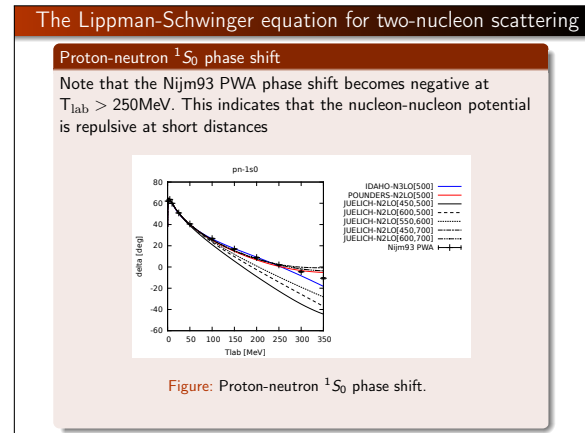 The Lippman-Schwinger equation for two-nucleon scattering
Proton-neutron ¹S₀ phase shift
Note that the Nijm93 PWA phase shift becomes negative at
T_lab > 250MeV. This indicates that the nucleon-nucleon potential
is repulsive at short distances
pn-1s0
80
60
40
20
0
-20
-40
-60
0 50 100 150 200 250 300 350
delta [deg]
Tlab [MeV]
IDAHO-N3LO[500]
POUNDERS-N2LO[500]
JUELICH-N2LO[450,500]
JUELICH-N2LO[600,500]
JUELICH-N2LO[550,600]
JUELICH-N2LO[450,700]
JUELICH-N2LO[600,700]
Nijm93 PWA
Figure: Proton-neutron ¹S₀ phase shift.